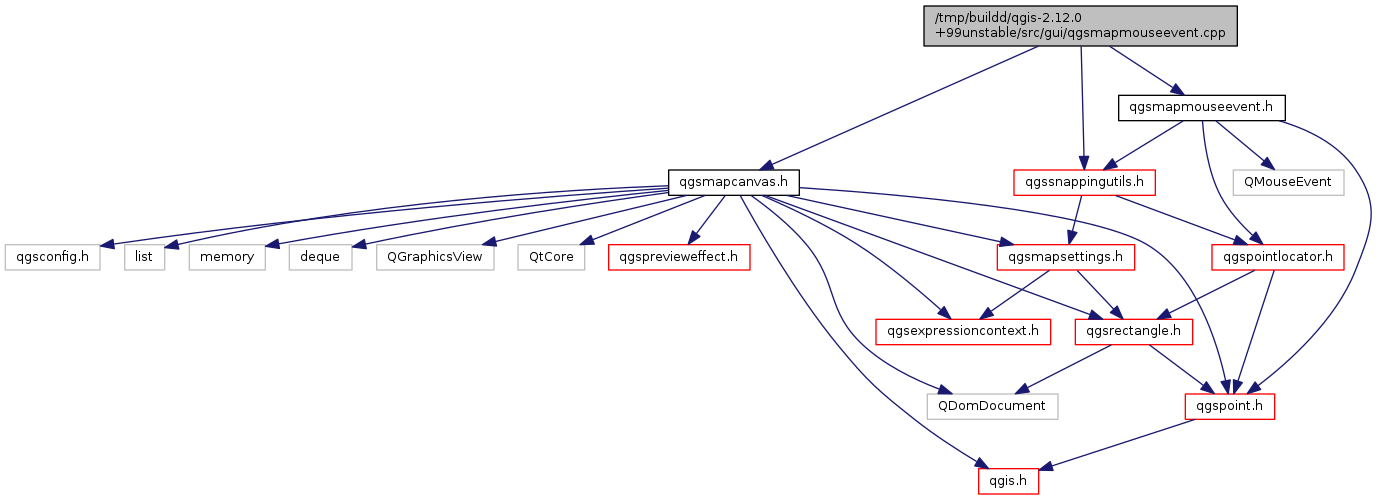 /tmp/buildd/qgis-2.12.0
+99unstable/src/gui/qgsmapmouseevent.cpp
qgsmapmouseevent.h
qgsmapcanvas.h
qgssnappingutils.h
QMouseEvent
qgsconfig.h
list
memory
deque
QGraphicsView
QtCore
qgspreviewеffect.h
qgsmapsettings.h
qgspointlocator.h
qgsexpressioncontext.h
qgsrectangle.h
QDomDocument
qgspoint.h
qgis.h